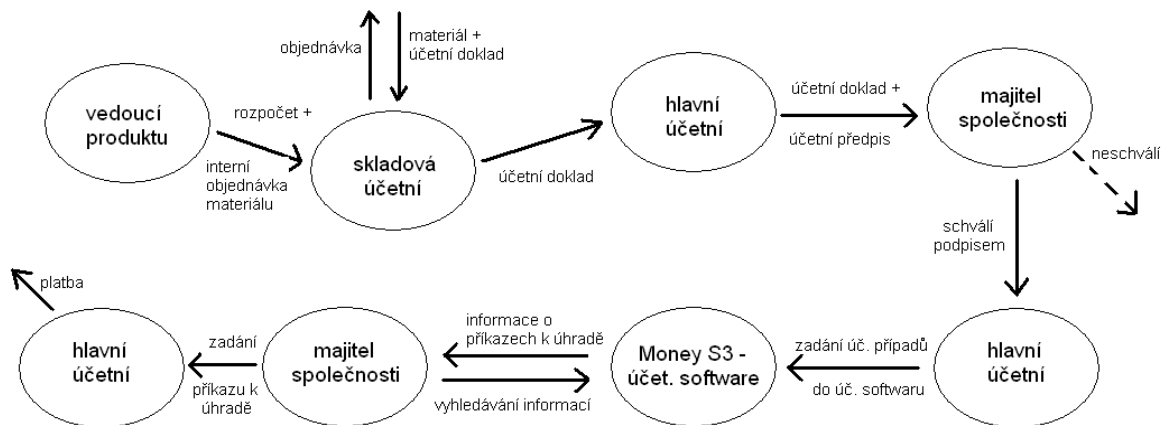 objednávka
materiál +
účetní doklad
vedoucí
produktu
rozpočet +
interní
objednávka
materiálu
skladová
účetní
účetní doklad
hlavní
účetní
účetní doklad +
účetní předpis
majitel
společnosti
neschválí
schválí
podpisem
platba
hlavní
účetní
zadání
příkazu k
úhradě
majitel
společnosti
informace o
příkazech k úhradě
vyhledávání informací
Money S3 -
účet. software
zadání úč. případů
do úč. softwaru
hlavní
účetní